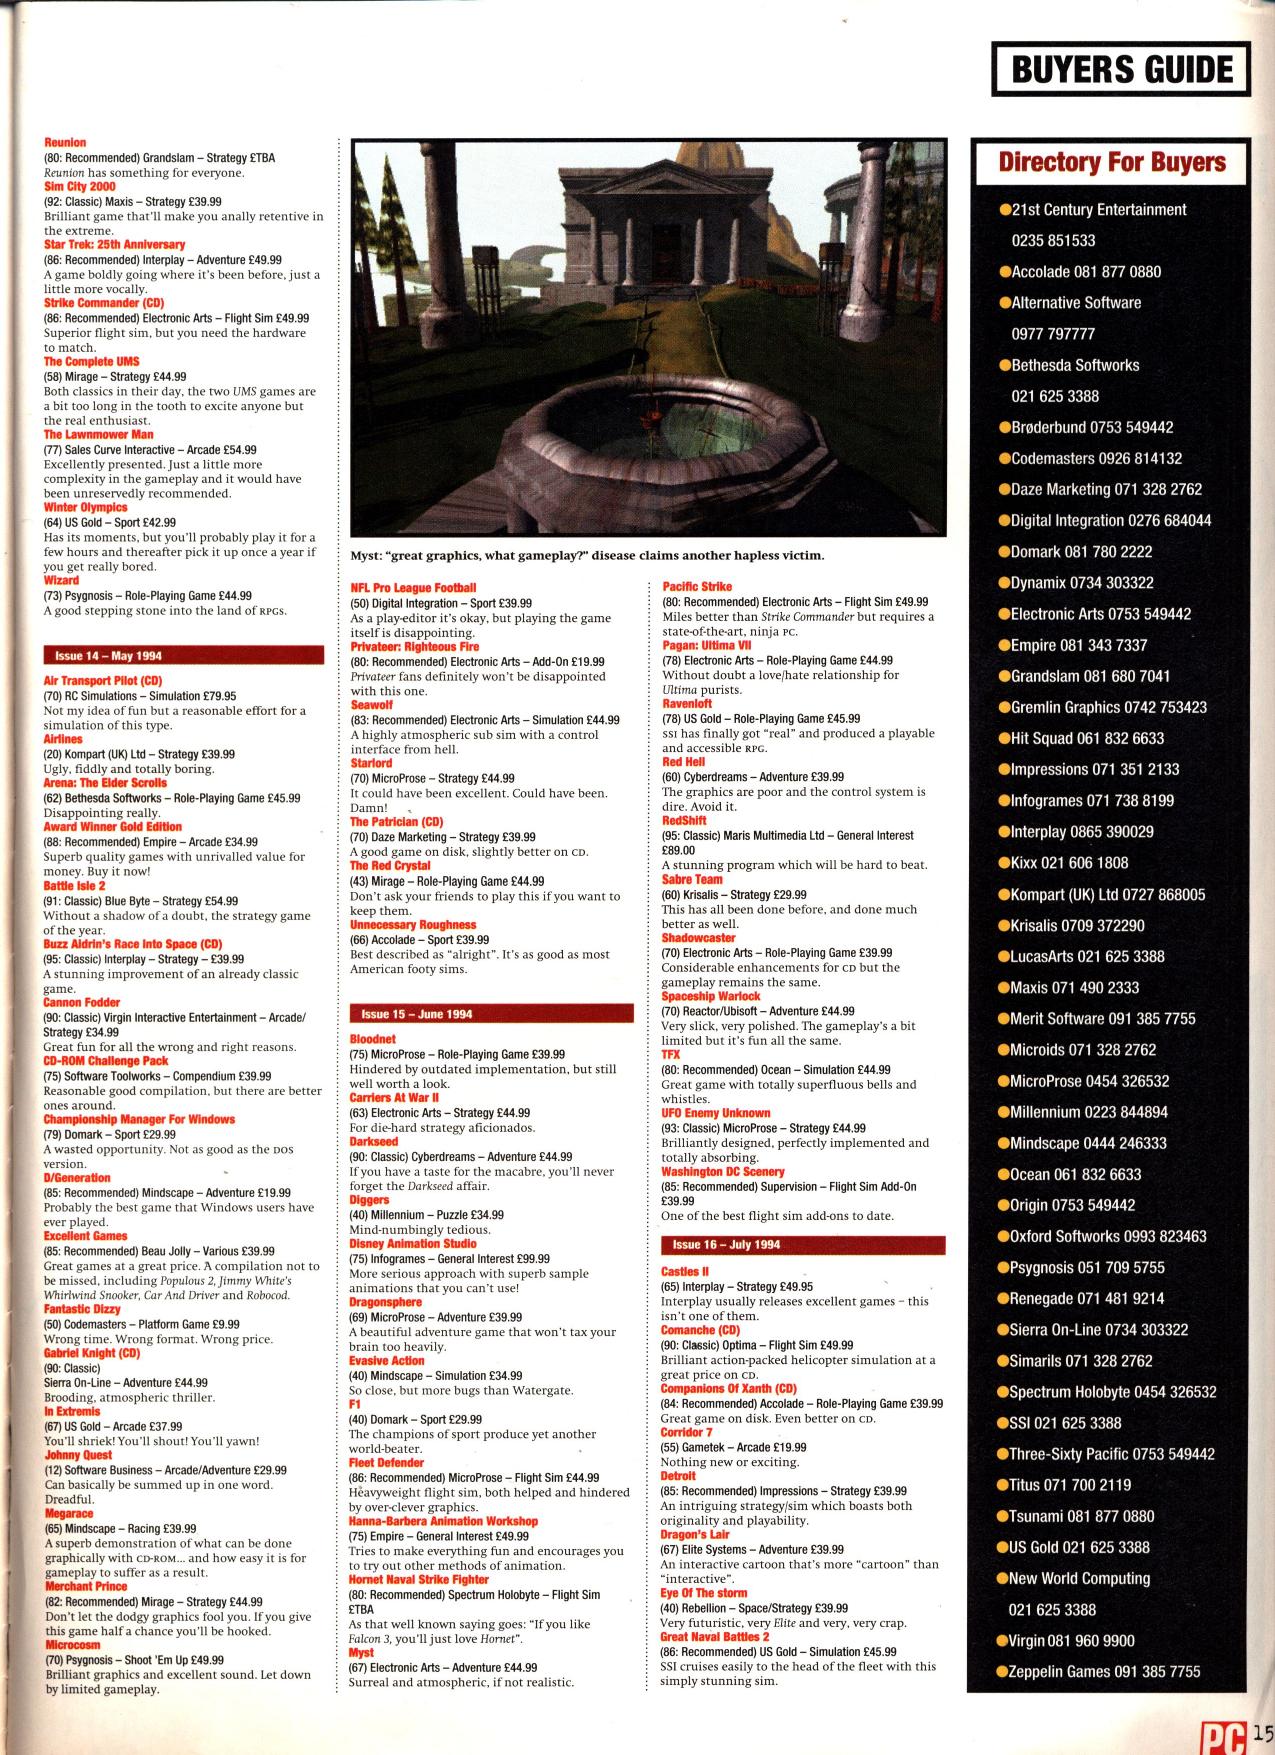 BUYERS GUIDE
Reunion
(80: Recommended) Grandslam – Strategy £TBA
Reunion has something for everyone.
Sim City 2000
(92: Classic) Maxis – Strategy £39.99
Brilliant game that'll make you anally retentive in
the extreme.
Star Trek: 25th Anniversary
(86: Recommended) Interplay – Adventure £49.99
A game boldly going where it's been before, just a
little more vocally.
Strike Commander (CD)
(86: Recommended) Electronic Arts – Flight Sim £49.99
Superior flight sim, but you need the hardware
to match.
The Complete UMS
(58) Mirage – Strategy £44.99
Both classics in their day, the two UMS games are
a bit too long in the tooth to excite anyone but
the real enthusiast.
The Lawnmower Man
(77) Sales Curve Interactive – Arcade £54.99
Excellently presented. Just a little more
complexity in the gameplay and it would have
been unreservedly recommended.
Winter Olympics
(64) US Gold – Sport £42.99
Has its moments, but you'll probably play it for a
few hours and thereafter pick it up once a year if
you get really bored.
Wizard
(73) Psygnosis – Role-Playing Game £44.99
A good stepping stone into the land of RPGs.
Issue 14 – May 1994
Air Transport Pilot (CD)
(70) RC Simulations – Simulation £79.95
Not my idea of fun but a reasonable effort for a
simulation of this type.
Airlines
(20) Kompart (UK) Ltd – Strategy £39.99
Ugly, fiddly and totally boring.
Arena: The Elder Scrolls
(62) Bethesda Softworks – Role-Playing Game £45.99
Disappointing really.
Award Winner Gold Edition
(88: Recommended) Empire – Arcade £34.99
Superb quality games with unrivalled value for
money. Buy it now!
Battle Isle 2
(91: Classic) Blue Byte – Strategy £54.99
Without a shadow of a doubt, the strategy game
of the year.
Buzz Aldrin's Race Into Space (CD)
(95: Classic) Interplay – Strategy – £39.99
A stunning improvement of an already classic
game.
Cannon Fodder
(90: Classic) Virgin Interactive Entertainment – Arcade/
Strategy £34.99
Great fun for all the wrong and right reasons.
CD-ROM Challenge Pack
(75) Software Toolworks – Compendium £39.99
Reasonable good compilation, but there are better
ones around.
Championship Manager For Windows
(79) Domark – Sport £29.99
A wasted opportunity. Not as good as the DOS
version.
D/Generation
(85: Recommended) Mindscape – Adventure £19.99
Probably the best game that Windows users have
ever played.
Excellent Games
(85: Recommended) Beau Jolly – Various £39.99
Great games at a great price. A compilation not to
be missed, including Populous 2, Jimmy White's
Whirlwind Snooker, Car And Driver and Robocod.
Fantastic Dizzy
(50) Codemasters – Platform Game £9.99
Wrong time. Wrong format. Wrong price.
Gabriel Knight (CD)
(90: Classic)
Sierra On-Line – Adventure £44.99
Brooding, atmospheric thriller.
In Extremis
(67) US Gold – Arcade £37.99
You'll shriek! You'll shout! You'll yawn!
Johnny Quest
(12) Software Business – Arcade/Adventure £29.99
Can basically be summed up in one word.
Dreadful.
Megarace
(65) Mindscape – Racing £39.99
A superb demonstration of what can be done
graphically with CD-ROM... and how easy it is for
gameplay to suffer as a result.
Merchant Prince
(82: Recommended) Mirage – Strategy £44.99
Don't let the dodgy graphics fool you. If you give
this game half a chance you'll be hooked.
Microcosm
(70) Psygnosis – Shoot 'Em Up £49.99
Brilliant graphics and excellent sound. Let down
by limited gameplay.
Myst: "great graphics, what gameplay?" disease claims another hapless victim.
NFL Pro League Football
(50) Digital Integration – Sport £39.99
As a play-editor it's okay, but playing the game
itself is disappointing.
Privateer: Righteous Fire
(80: Recommended) Electronic Arts – Add-On £19.99
Privateer fans definitely won't be disappointed
with this one.
Seawolf
(83: Recommended) Electronic Arts – Simulation £44.99
A highly atmospheric sub sim with a control
interface from hell.
Starlord
(70) MicroProse – Strategy £44.99
It could have been excellent. Could have been.
Damn!
The Patrician (CD)
(70) Daze Marketing – Strategy £39.99
A good game on disk, slightly better on CD.
The Red Crystal
(43) Mirage – Role-Playing Game £44.99
Don't ask your friends to play this if you want to
keep them.
Unnecessary Roughness
(66) Accolade – Sport £39.99
Best described as "alright". It's as good as most
American footy sims.
Issue 15 – June 1994
Bloodnet
(75) MicroProse – Role-Playing Game £39.99
Hindered by outdated implementation, but still
well worth a look.
Carriers At War II
(63) Electronic Arts – Strategy £44.99
For die-hard strategy aficionados.
Darkseed
(90: Classic) Cyberdreams – Adventure £44.99
If you have a taste for the macabre, you'll never
forget the Darkseed affair.
Diggers
(40) Millennium – Puzzle £34.99
Mind-numbingly tedious.
Disney Animation Studio
(75) Infogrames – General Interest £99.99
More serious approach with superb sample
animations that you can't use!
Dragonsphere
(69) MicroProse – Adventure £39.99
A beautiful adventure game that won't tax your
brain too heavily.
Evasive Action
(40) Mindscape – Simulation £34.99
So close, but more bugs than Watergate.
F1
(40) Domark – Sport £29.99
The champions of sport produce yet another
world-beater.
Fleet Defender
(86: Recommended) MicroProse – Flight Sim £44.99
Heavyweight flight sim, both helped and hindered
by over-clever graphics.
Hanna-Barbera Animation Workshop
(75) Empire – General Interest £49.99
Tries to make everything fun and encourages you
to try out other methods of animation.
Hornet Naval Strike Fighter
(80: Recommended) Spectrum Holobyte – Flight Sim
£TBA
As that well known saying goes: "If you like
Falcon 3, you'll just love Hornet".
Myst
(67) Electronic Arts – Adventure £44.99
Surreal and atmospheric, if not realistic.
Pacific Strike
(80: Recommended) Electronic Arts – Flight Sim £49.99
Miles better than Strike Commander but requires a
state-of-the-art, ninja PC.
Pagan: Ultima VII
(78) Electronic Arts – Role-Playing Game £44.99
Without doubt a love/hate relationship for
Ultima purists.
Ravenloft
(78) US Gold – Role-Playing Game £45.99
SSI has finally got "real" and produced a playable
and accessible RPG.
Red Hell
(60) Cyberdreams – Adventure £39.99
The graphics are poor and the control system is
dire. Avoid it.
RedShift
(95: Classic) Maris Multimedia Ltd – General Interest
£89.00
A stunning program which will be hard to beat.
Sabre Team
(60) Krisalis – Strategy £29.99
This has all been done before, and done much
better as well.
Shadowcaster
(70) Electronic Arts – Role-Playing Game £39.99
Considerable enhancements for CD but the
gameplay remains the same.
Spaceship Warlock
(70) Reactor/Ubisoft – Adventure £44.99
Very slick, very polished. The gameplay's a bit
limited but it's fun all the same.
TFX
(80: Recommended) Ocean – Simulation £44.99
Great game with totally superfluous bells and
whistles.
UFO Enemy Unknown
(93: Classic) MicroProse – Strategy £44.99
Brilliantly designed, perfectly implemented and
totally absorbing.
Washington DC Scenery
(85: Recommended) Supervision – Flight Sim Add-On
£39.99
One of the best flight sim add-ons to date.
Issue 16 – July 1994
Castles II
(65) Interplay – Strategy £49.95
Interplay usually releases excellent games – this
isn't one of them.
Comanche (CD)
(90: Classic) Optima – Flight Sim £49.99
Brilliant action-packed helicopter simulation at a
great price on CD.
Companions Of Xanth (CD)
(84: Recommended) Accolade – Role-Playing Game £39.99
Great game on disk. Even better on CD.
Corridor 7
(55) Gametek – Arcade £19.99
Nothing new or exciting.
Detroit
(85: Recommended) Impressions – Strategy £39.99
An intriguing strategy/sim which boasts both
originality and playability.
Dragon's Lair
(67) Elite Systems – Adventure £39.99
An interactive cartoon that's more "cartoon" than
"interactive".
Eye Of The storm
(40) Rebellion – Space/Strategy £39.99
Very futuristic, very Elite and very, very crap.
Great Naval Battles 2
(86: Recommended) US Gold – Simulation £45.99
SSI cruises easily to the head of the fleet with this
simply stunning sim.
Directory For Buyers
●21st Century Entertainment
0235 851533
●Accolade 081 877 0880
●Alternative Software
0977 797777
●Bethesda Softworks
021 625 3388
●Brøderbund 0753 549442
●Codemasters 0926 814132
●Daze Marketing 071 328 2762
●Digital Integration 0276 684044
●Domark 081 780 2222
●Dynamix 0734 303322
●Electronic Arts 0753 549442
●Empire 081 343 7337
●Grandslam 081 680 7041
●Gremlin Graphics 0742 753423
●Hit Squad 061 832 6633
●Impressions 071 351 2133
●Infogrames 071 738 8199
●Interplay 0865 390029
●Kixx 021 606 1808
●Kompart (UK) Ltd 0727 868005
●Krisalis 0709 372290
●LucasArts 021 625 3388
●Maxis 071 490 2333
●Merit Software 091 385 7755
●Microids 071 328 2762
●MicroProse 0454 326532
●Millennium 0223 844894
●Mindscape 0444 246333
●Ocean 061 832 6633
●Origin 0753 549442
●Oxford Softworks 0993 823463
●Psygnosis 051 709 5755
●Renegade 071 481 9214
●Sierra On-Line 0734 303322
●Simarils 071 328 2762
●Spectrum Holobyte 0454 326532
●SSI 021 625 3388
●Three-Sixty Pacific 0753 549442
●Titus 071 700 2119
●Tsunami 081 877 0880
●US Gold 021 625 3388
●New World Computing
021 625 3388
●Virgin 081 960 9900
●Zeppelin Games 091 385 7755
PC 15